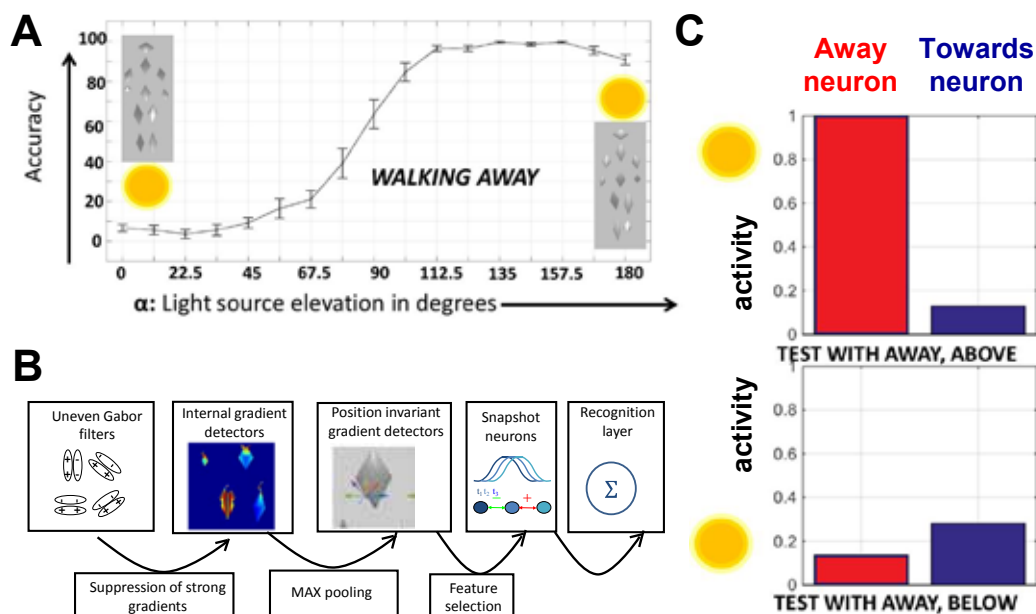 A
Accuracy
100
80
60
40
20
0
WALKING AWAY
0
22.5
45
67.5
90
112.5
135
157.5
180
α: Light source elevation in degrees
B
Uneven Gabor
filters
Internal gradient
detectors
Position invariant
gradient detectors
Snapshot
neurons
t₁ t₂ t₃
Recognition
layer
Σ
Suppression of strong
gradients
MAX pooling
Feature
selection
C
Away
neuron
Towards
neuron
activity
1
0.8
0.6
0.4
0.2
0
TEST WITH AWAY, ABOVE
activity
1
0.8
0.6
0.4
0.2
0
TEST WITH AWAY, BELOW